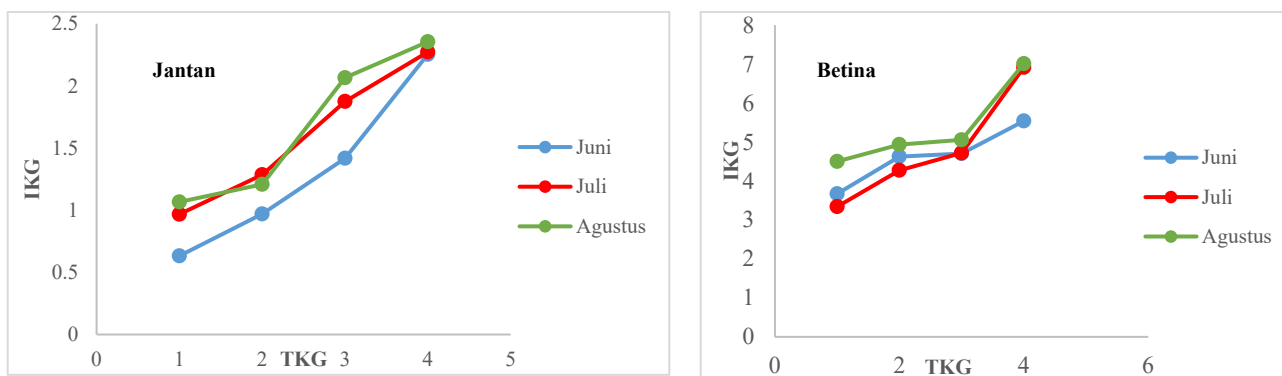 2.5
Jantan
2
1.5
IKG
1
0.5
0
0 1 2 TKG 3 4 5
Juni
Juli
Agustus
8
Betina
7
6
5
IKG
4
3
2
1
0
0 2 TKG 4 6
Juni
Juli
Agustus